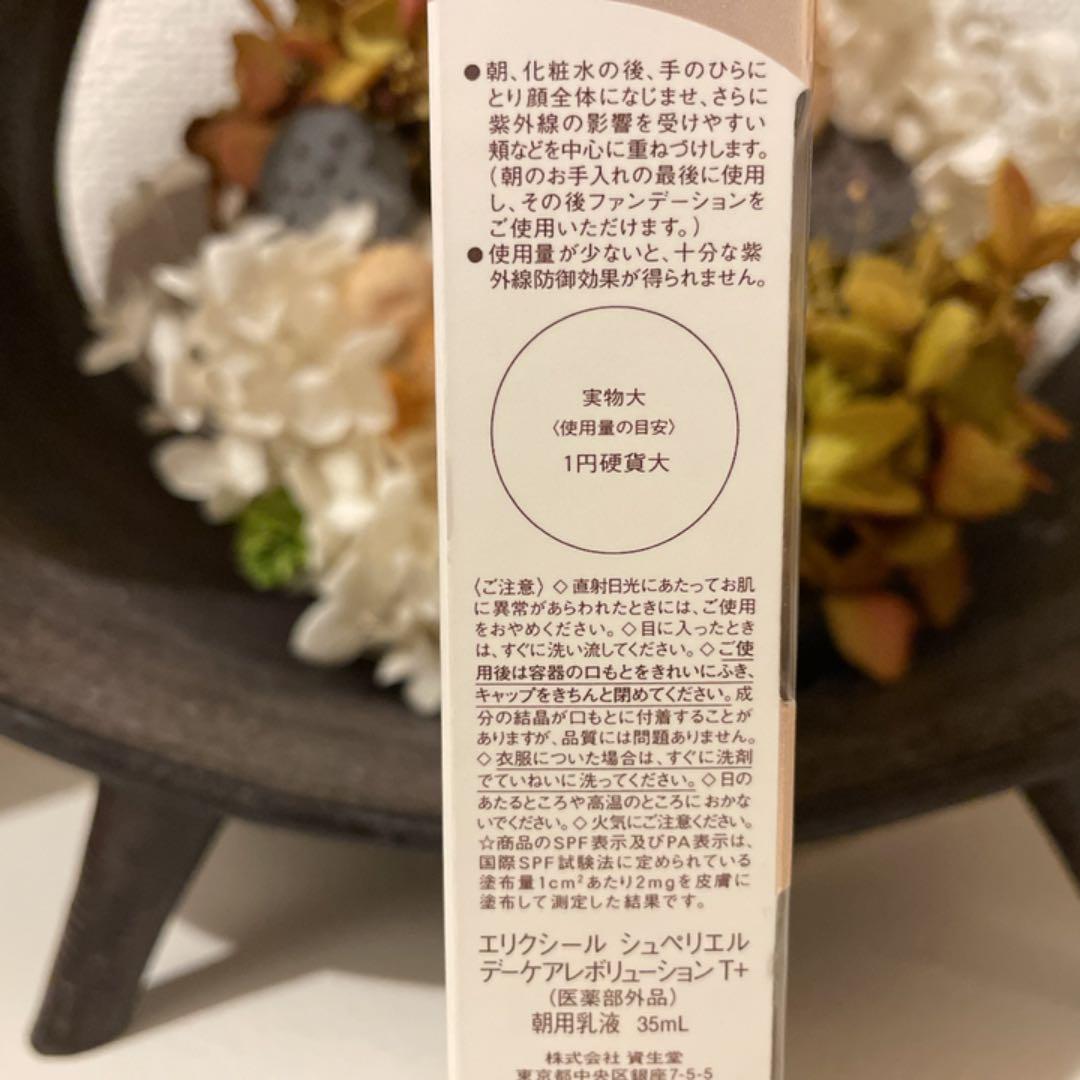 ●朝、化粧水の後、手のひらに
とり顔全体になじませ、さらに
紫外線の影響を受けやすい
頬などを中心に重ねづけします。
(朝のお手入れの最後に使用
し、その後ファンデーションを
ご使用いただけます。)
●使用量が少ないと、十分な紫
外線防御効果が得られません。
実物大
〈使用量の目安〉
1円硬貨大
〈ご注意〉◇直射日光にあたってお肌
に異常があらわれたときには、ご使用
をおやめください。◇目に入ったとき
は、すぐに洗い流してください。◇ご使
用後は容器の口もとをきれいにふき、
キャップをきちんと閉めてください。成
分の結晶が口もとに付着することが
ありますが、品質には問題ありません。
◇衣服についた場合は、すぐに洗剤
でていねいに洗ってください。◇日の
あたるところや高温のところにおかな
いでください。◇火気にご注意ください。
☆商品のSPF表示及びPA表示は、
国際SPF試験法に定められている
塗布量1cm²あたり2mgを皮膚に
塗布して測定した結果です。
エリクシール シュペリエル
デーケアレボリューション T+
(医薬部外品)
朝用乳液 35mL
株式会社 資生堂
東京都中央区銀座7-5-5